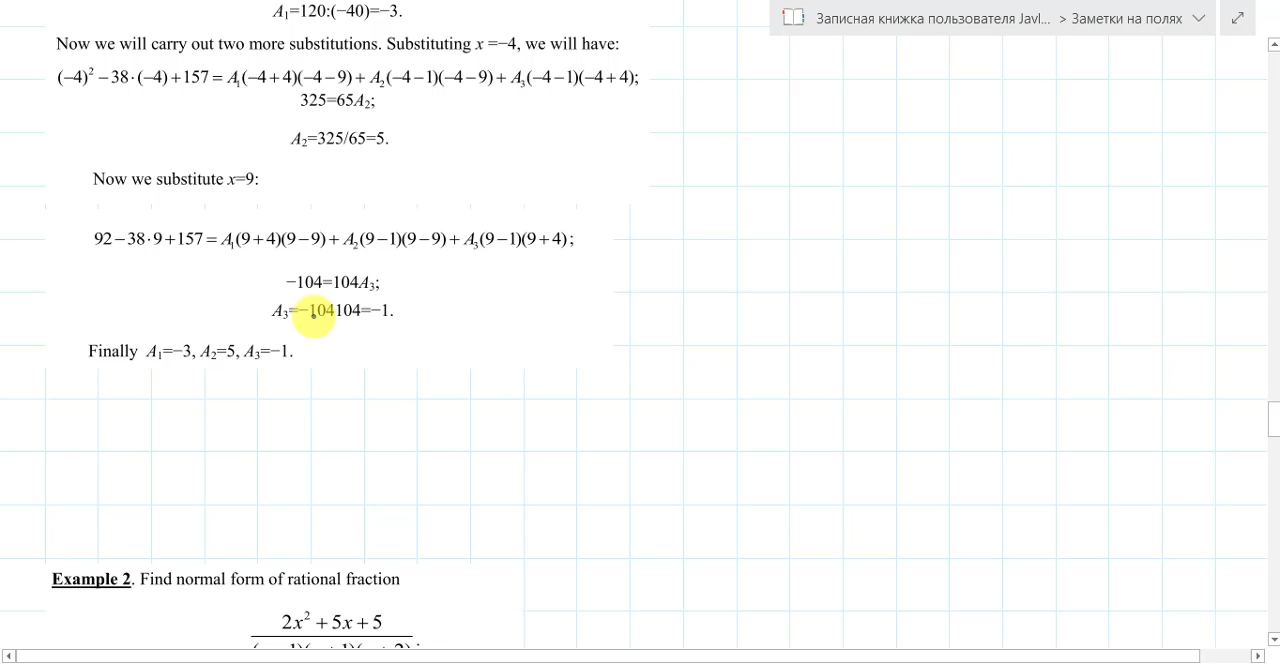 A₁=120:(−40)=−3.
Записная книжка пользователя Javl... > Заметки на полях
Now we will carry out two more substitutions. Substituting x =−4, we will have:
(−4)² − 38·(−4) + 157 = A₁(−4 + 4)(−4 − 9) + A₂(−4 − 1)(−4 − 9) + A₃(−4 − 1)(−4 + 4);
325=65A₂;
A₂=325/65=5.
Now we substitute x=9:
92 − 38·9 + 157 = A₁(9 + 4)(9 − 9) + A₂(9 − 1)(9 − 9) + A₃(9 − 1)(9 + 4);
−104=104A₃;
A₃=−104104=−1.
Finally A₁=−3, A₂=5, A₃=−1.
Example 2. Find normal form of rational fraction
2x² + 5x + 5